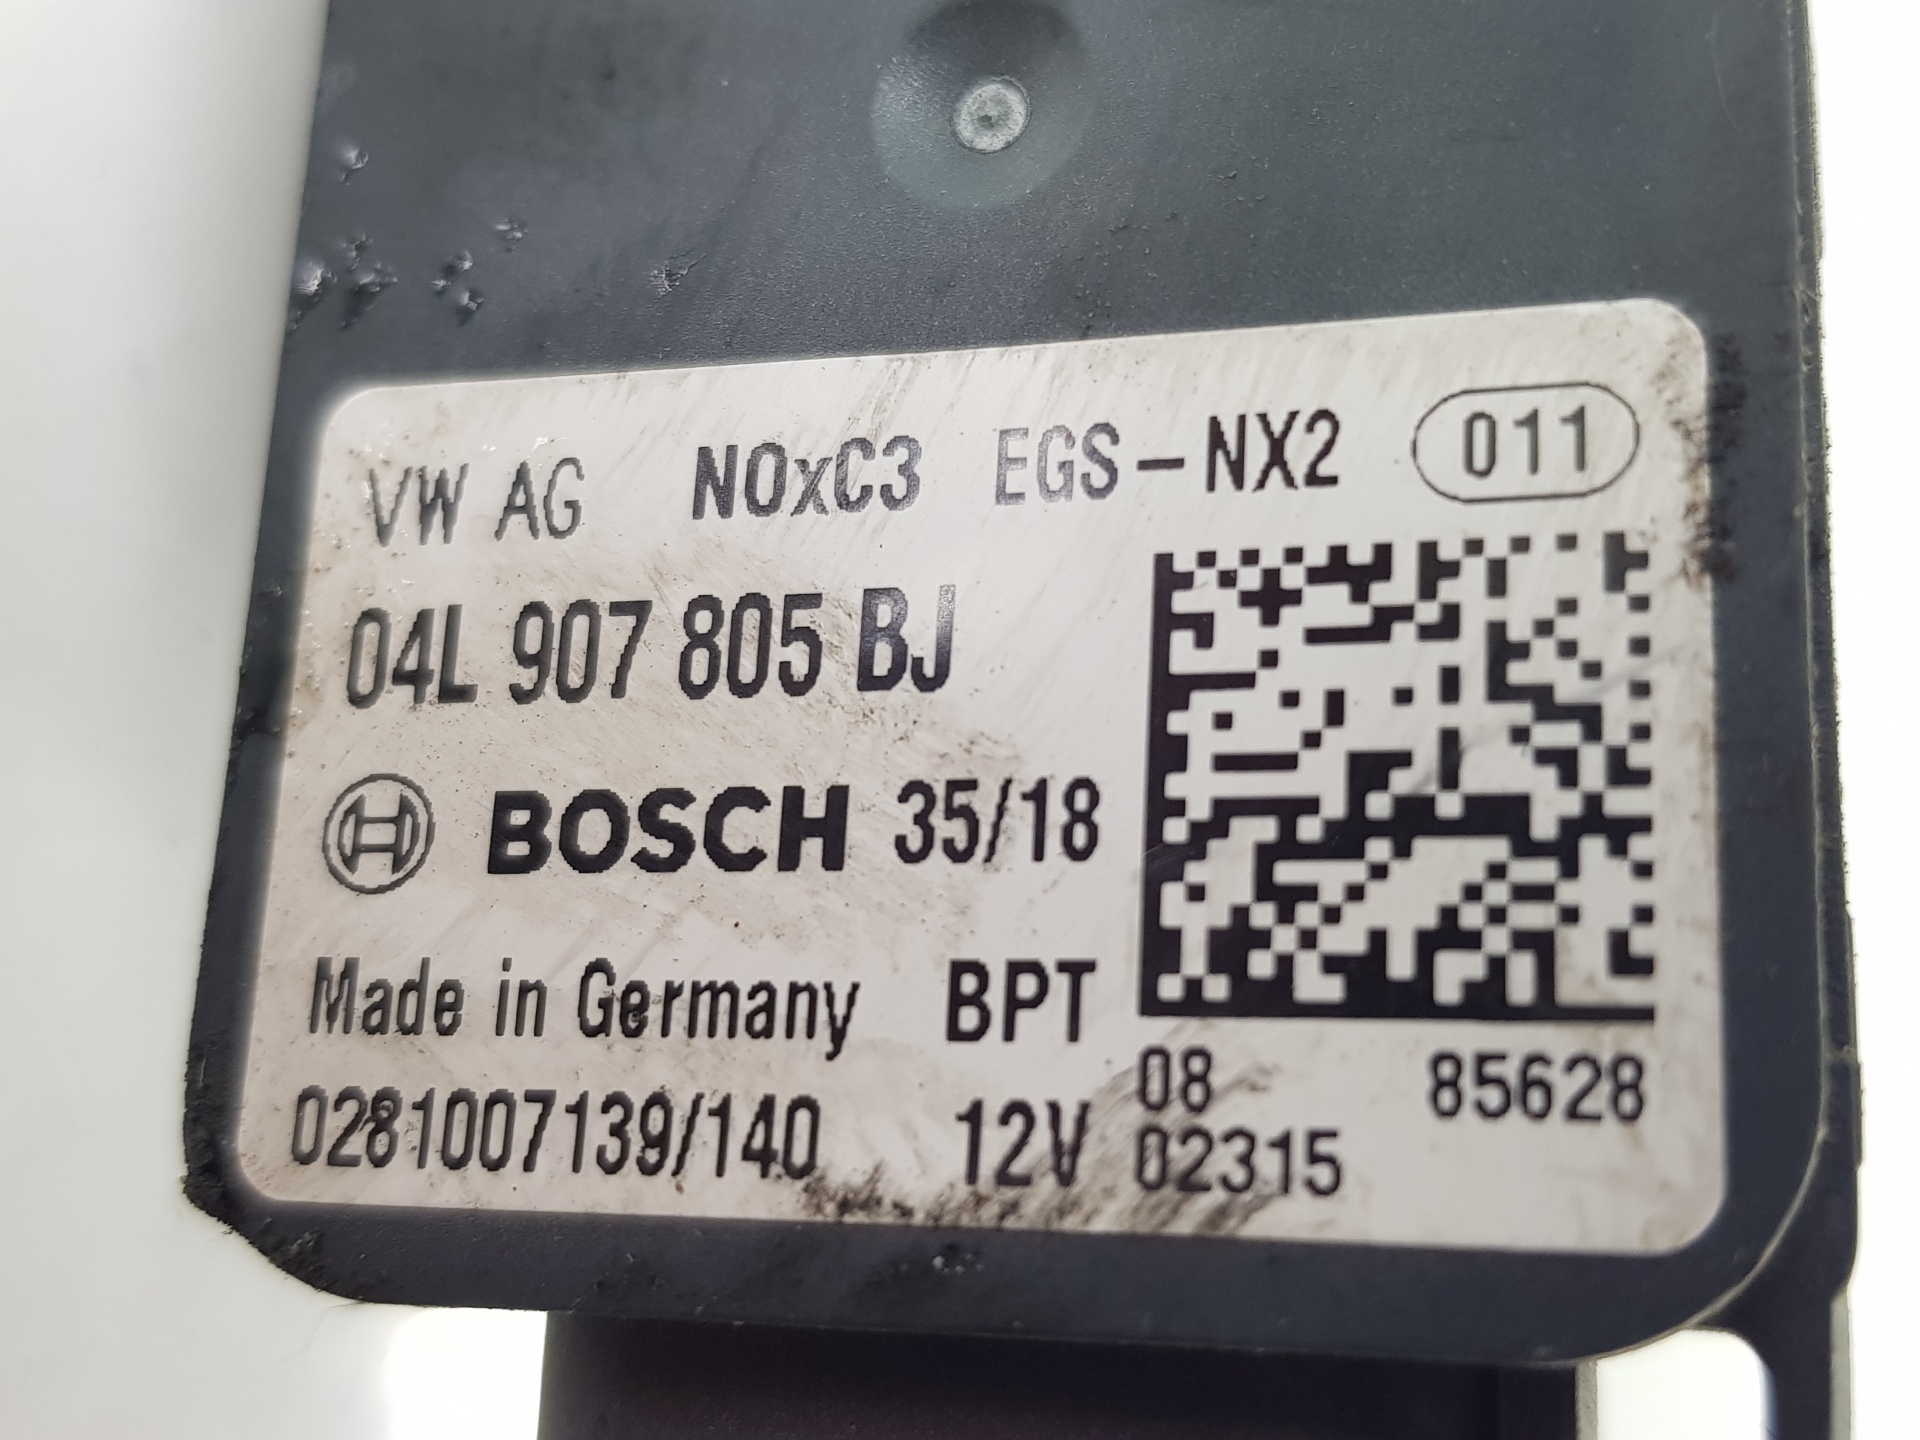 VW AG NOxC3 EGS-NX2 011
04L 907 805 BJ
BOSCH 35/18
Made in Germany BPT
08 85628
0281007139/140 12V 02315